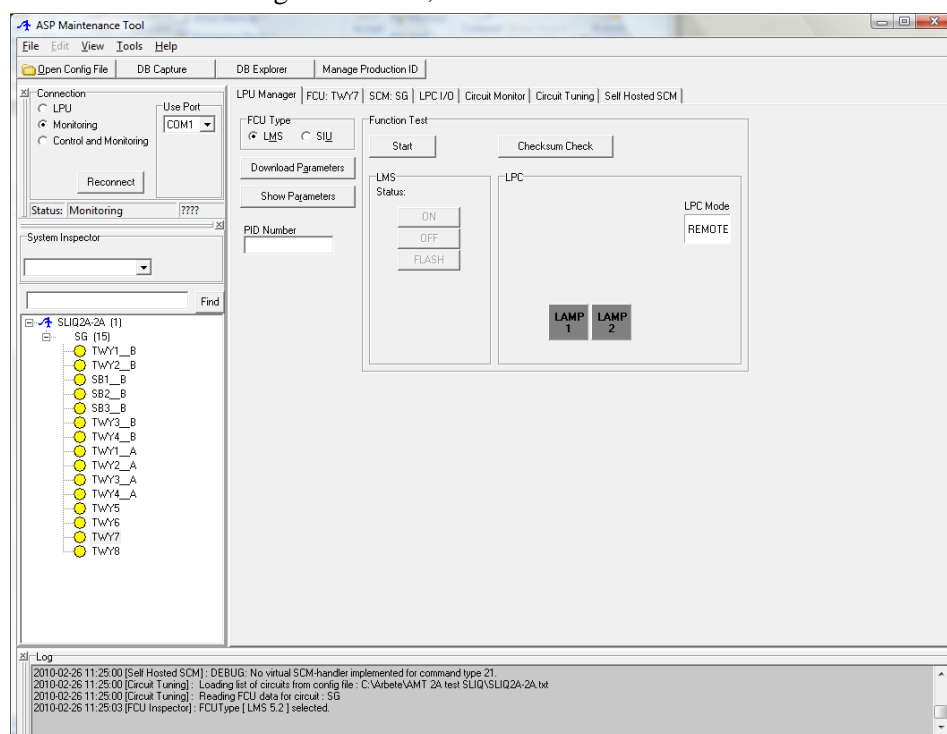 ASP Maintenance Tool
File Edit View Tools Help
Open Config File DB Capture DB Explorer Manage Production ID
Connection
LPU
Monitoring
Control and Monitoring
Use Port
COM1
Reconnect
Status: Monitoring ????
System Inspector
Find
SLIQ2A-2A (1)
SG (15)
TWY1__B
TWY2__B
SB1__B
SB2__B
SB3__B
TWY3__B
TWY4__B
TWY1__A
TWY2__A
TWY3__A
TWY4__A
TWY5
TWY6
TWY7
TWY8
LPU Manager FCU: TWY7 SCM: SG LPC I/O Circuit Monitor Circuit Tuning Self Hosted SCM
FCU Type
LMS SIU
Download Parameters
Show Parameters
PID Number
Function Test
Start Checksum Check
LMS
Status:
ON
OFF
FLASH
LPC
LPC Mode
REMOTE
LAMP 1
LAMP 2
Log
2010-02-26 11:25:00 [Self Hosted SCM] : DEBUG: No virtual SCM-handler implemented for command type 21.
2010-02-26 11:25:00 [Circuit Tuning] : Loading list of circuits from config file : C:\Arbete\AMT 2A test SLIQ\SLIQ2A-2A.txt
2010-02-26 11:25:00 [Circuit Tuning] : Reading FCU data for circuit : SG
2010-02-26 11:25:03 [FCU Inspector] : FCUType [ LMS 5.2 ] selected.